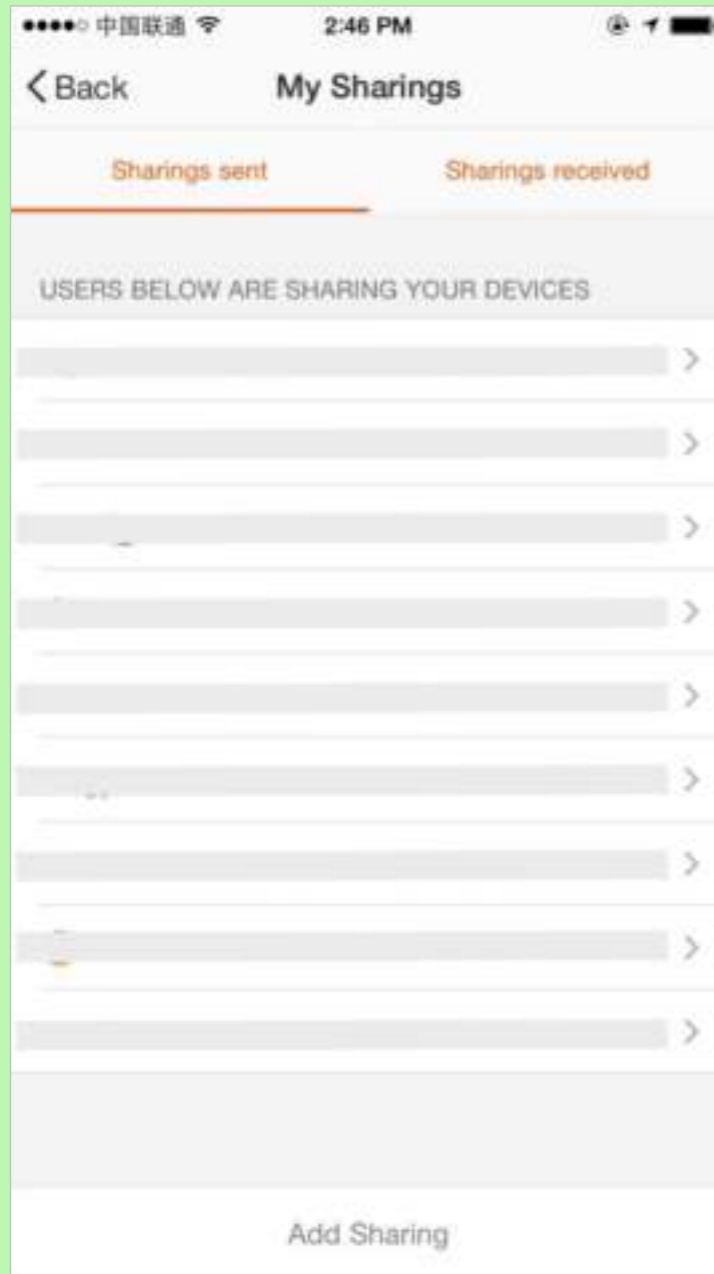 中国联通 2:46 PM
Back My Sharings
Sharings sent Sharings received
USERS BELOW ARE SHARING YOUR DEVICES
Add Sharing